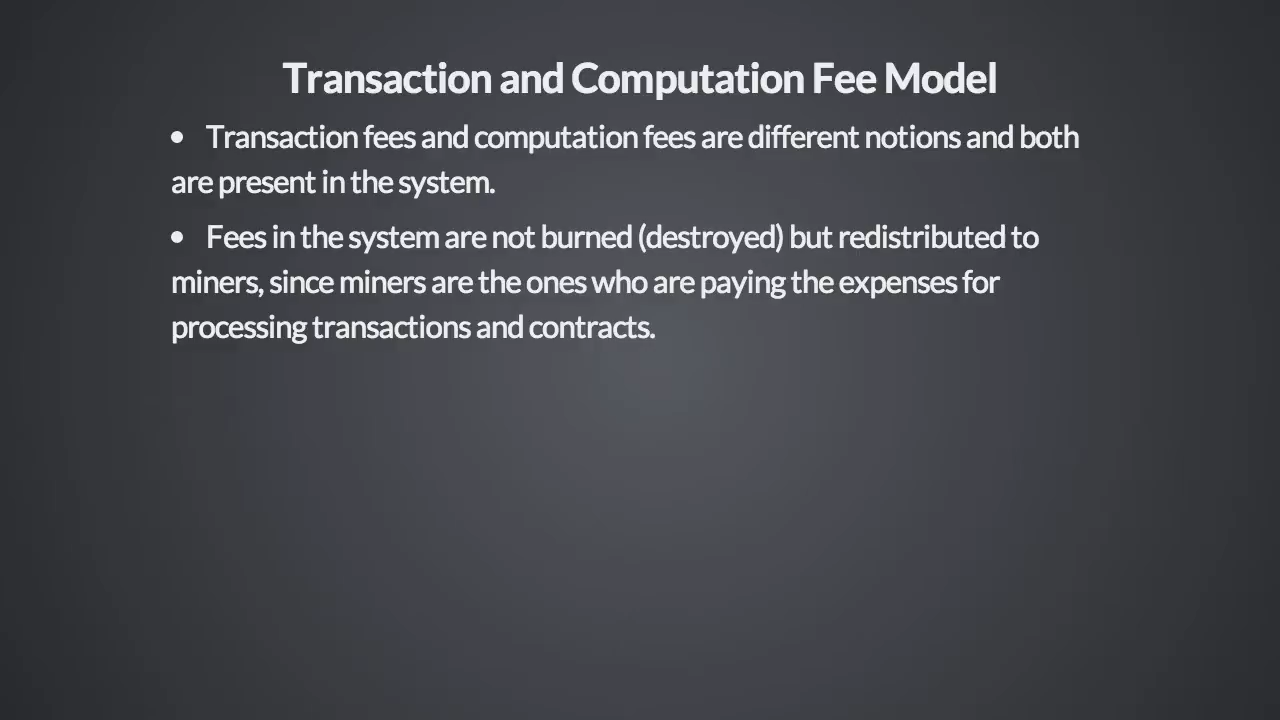 Transaction and Computation Fee Model
• Transaction fees and computation fees are different notions and both
are present in the system.
• Fees in the system are not burned (destroyed) but redistributed to
miners, since miners are the ones who are paying the expenses for
processing transactions and contracts.